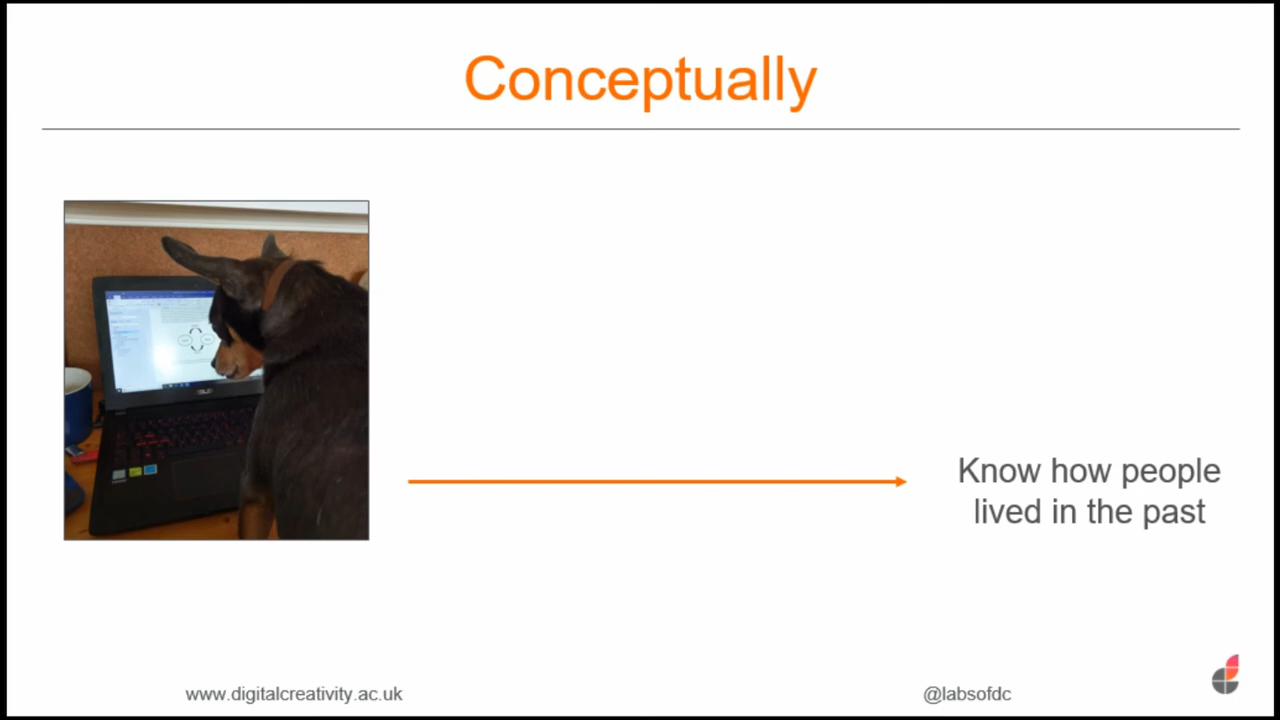 Conceptually
Know how people
lived in the past
www.digitalcreativity.ac.uk
@labsofdc